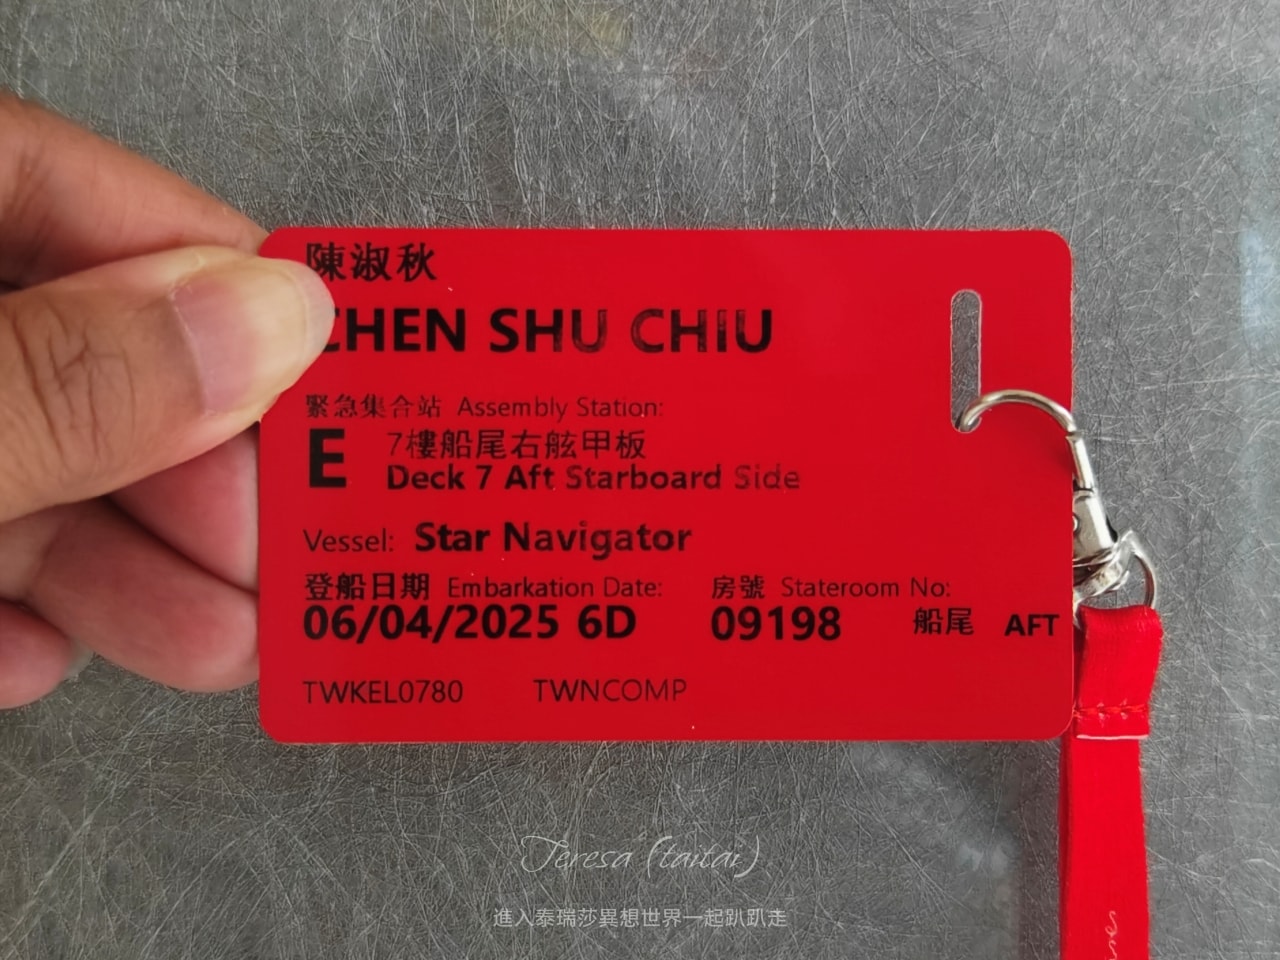 陳淑秋
CHEN SHU CHIU
緊急集合站 Assembly Station:
E 7樓船尾右舷甲板
Deck 7 Aft Starboard Side
Vessel: Star Navigator
登船日期 Embarkation Date: 房號 Stateroom No:
06/04/2025 6D 09198 船尾 AFT
TWKEL0780 TWNCOMP
Teresa (taitai)
進入泰瑞莎異想世界一起趴趴走